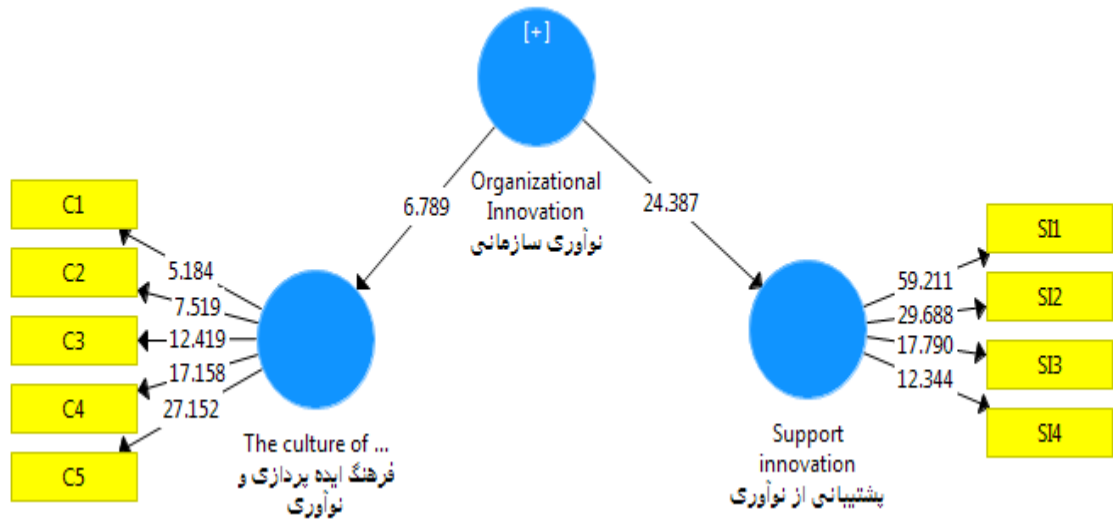 [+]
Organizational
Innovation
نوآوری سازمانی
6.789
24.387
C1
C2
C3
C4
C5
5.184
7.519
12.419
17.158
27.152
The culture of ...
فرهنگ ایده پردازی و
نوآوری
59.211
29.688
17.790
12.344
SI1
SI2
SI3
SI4
Support
innovation
پشتیبانی از نوآوری